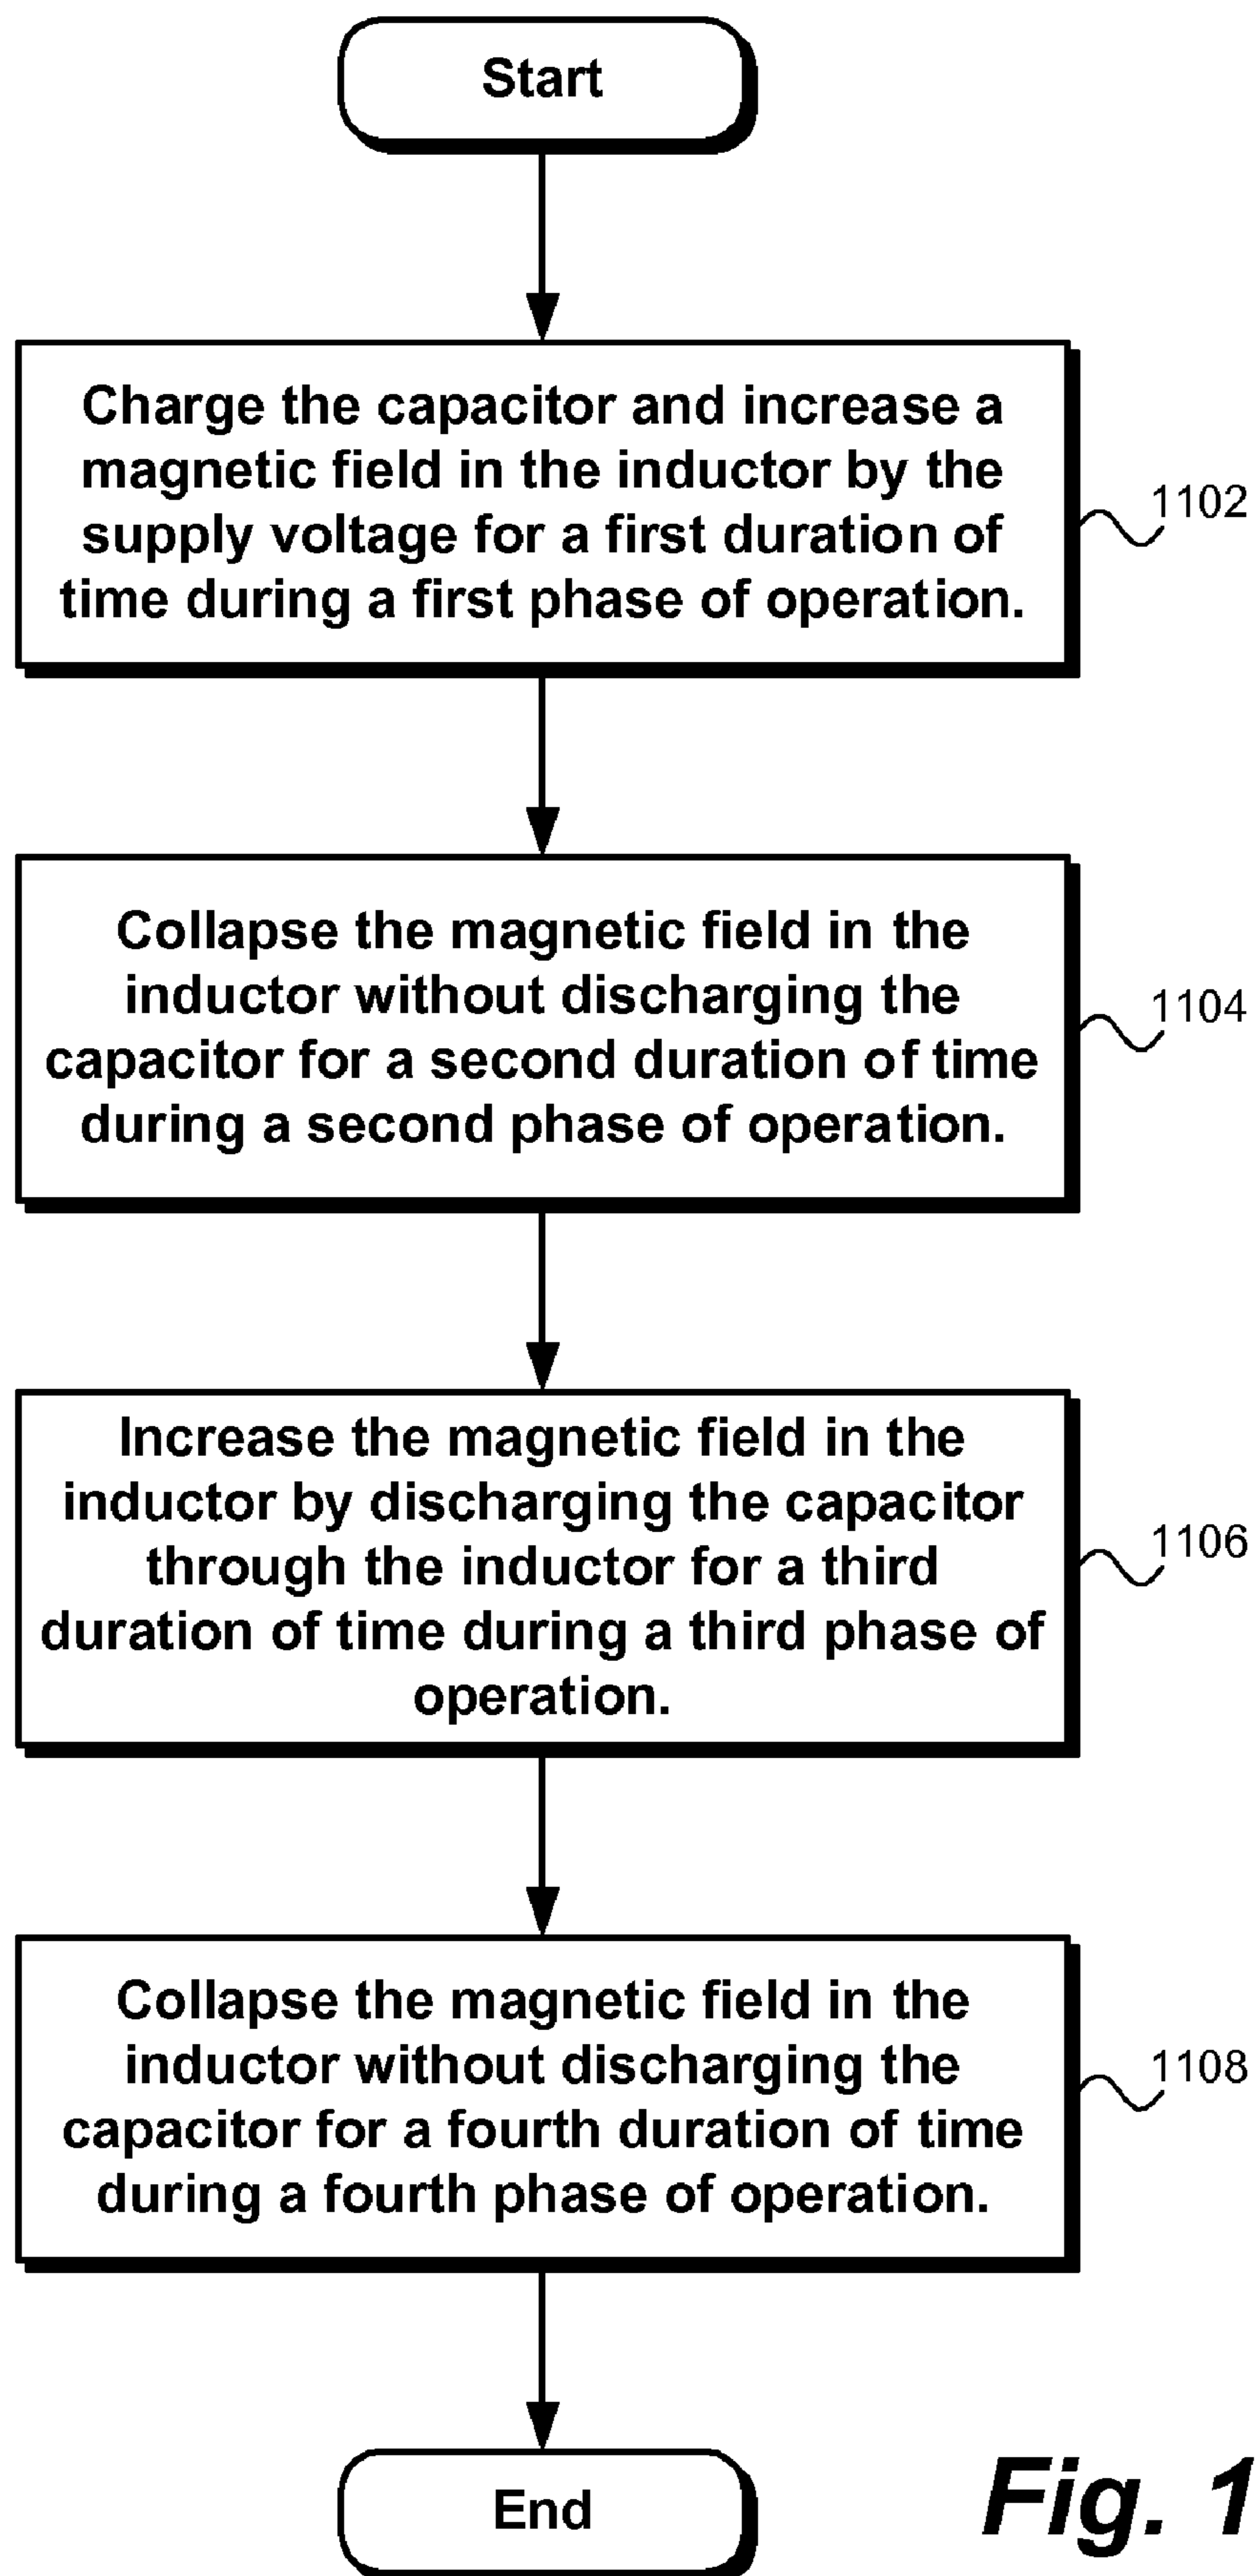 Start
Charge the capacitor and increase a
magnetic field in the inductor by the
supply voltage for a first duration of
time during a first phase of operation.
1102
Collapse the magnetic field in the
inductor without discharging the
capacitor for a second duration of time
during a second phase of operation.
1104
Increase the magnetic field in the
inductor by discharging the capacitor
through the inductor for a third
duration of time during a third phase of
operation.
1106
Collapse the magnetic field in the
inductor without discharging the
capacitor for a fourth duration of time
during a fourth phase of operation.
1108
End
Fig. 1